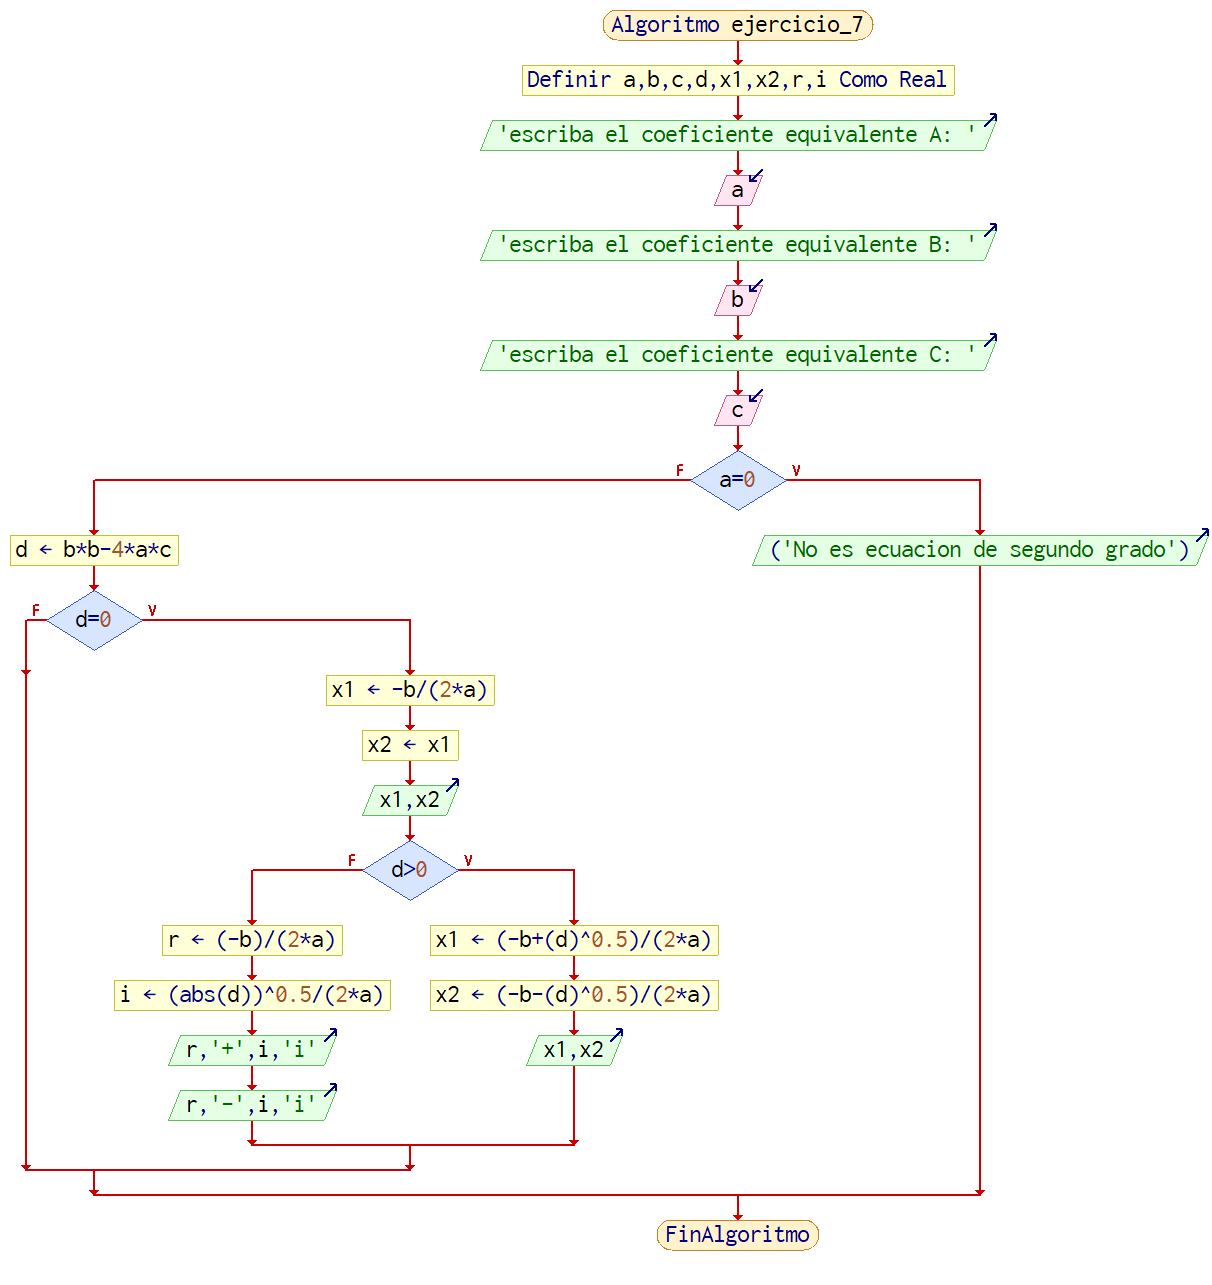 Algoritmo ejercicio_7
Definir a,b,c,d,x1,x2,r,i Como Real
'escriba el coeficiente equivalente A: '
a
'escriba el coeficiente equivalente B: '
b
'escriba el coeficiente equivalente C: '
c
F
a=0
V
d ← b*b-4*a*c
('No es ecuacion de segundo grado')
F
d=0
V
x1 ← -b/(2*a)
x2 ← x1
x1,x2
F
d>0
V
r ← (-b)/(2*a)
x1 ← (-b+(d)^0.5)/(2*a)
i ← (abs(d))^0.5/(2*a)
x2 ← (-b-(d)^0.5)/(2*a)
r,'+',i,'i'
x1,x2
r,'-',i,'i'
FinAlgoritmo